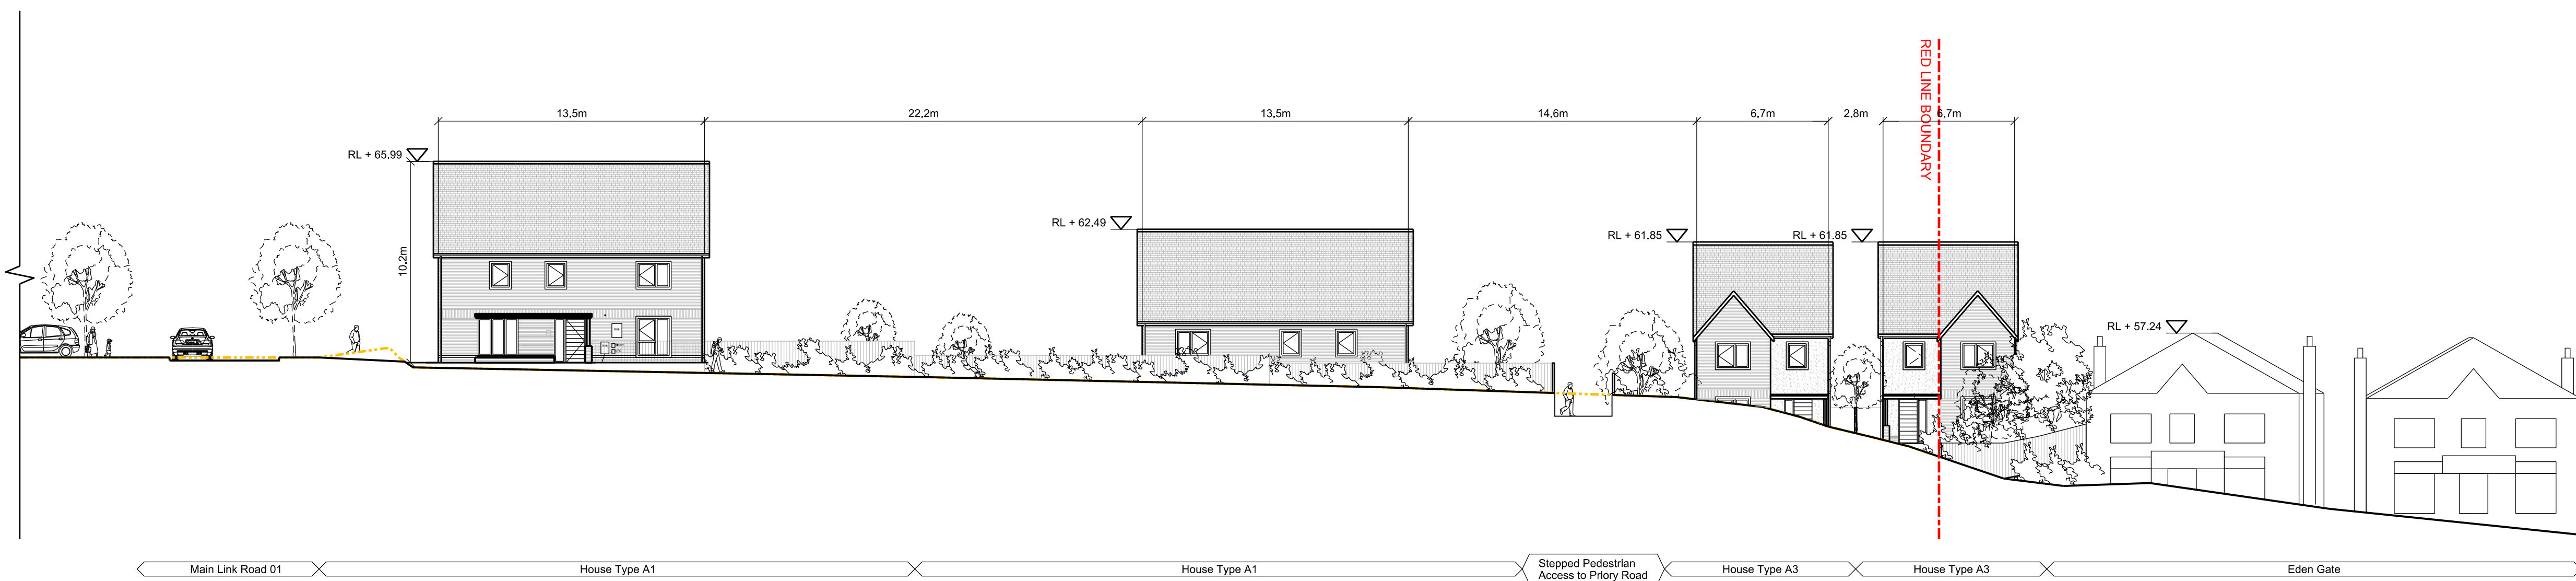 RED LINE BOUNDARY
13.5m
22.2m
13.5m
14.6m
6.7m
2.8m
6.7m
RL + 65.99
RL + 62.49
RL + 61.85
RL + 61.85
10.2m
RL + 57.24
Main Link Road 01
House Type A1
House Type A1
Stepped Pedestrian
Access to Priory Road
House Type A3
House Type A3
Eden Gate